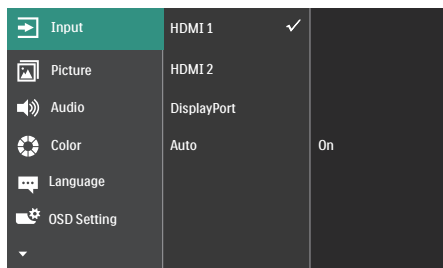 Input
HDMI 1
Picture
HDMI 2
Audio
DisplayPort
Color
Auto
On
Language
OSD Setting